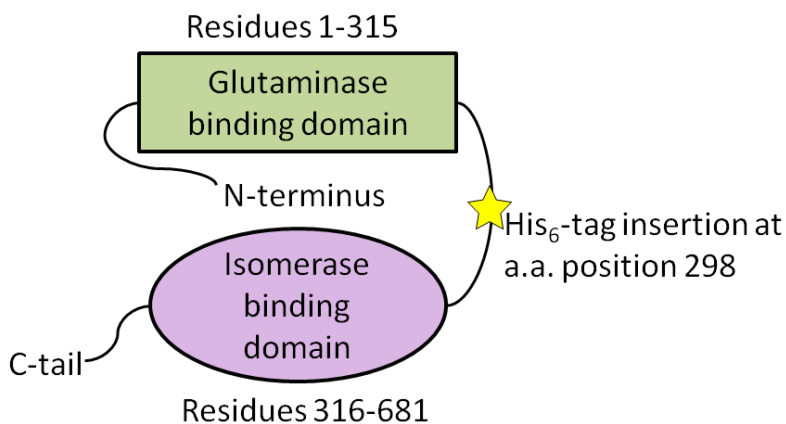 Residues 1-315
Glutaminase
binding domain
N-terminus
His₆-tag insertion at
a.a. position 298
Isomerase
binding
domain
C-tail
Residues 316-681